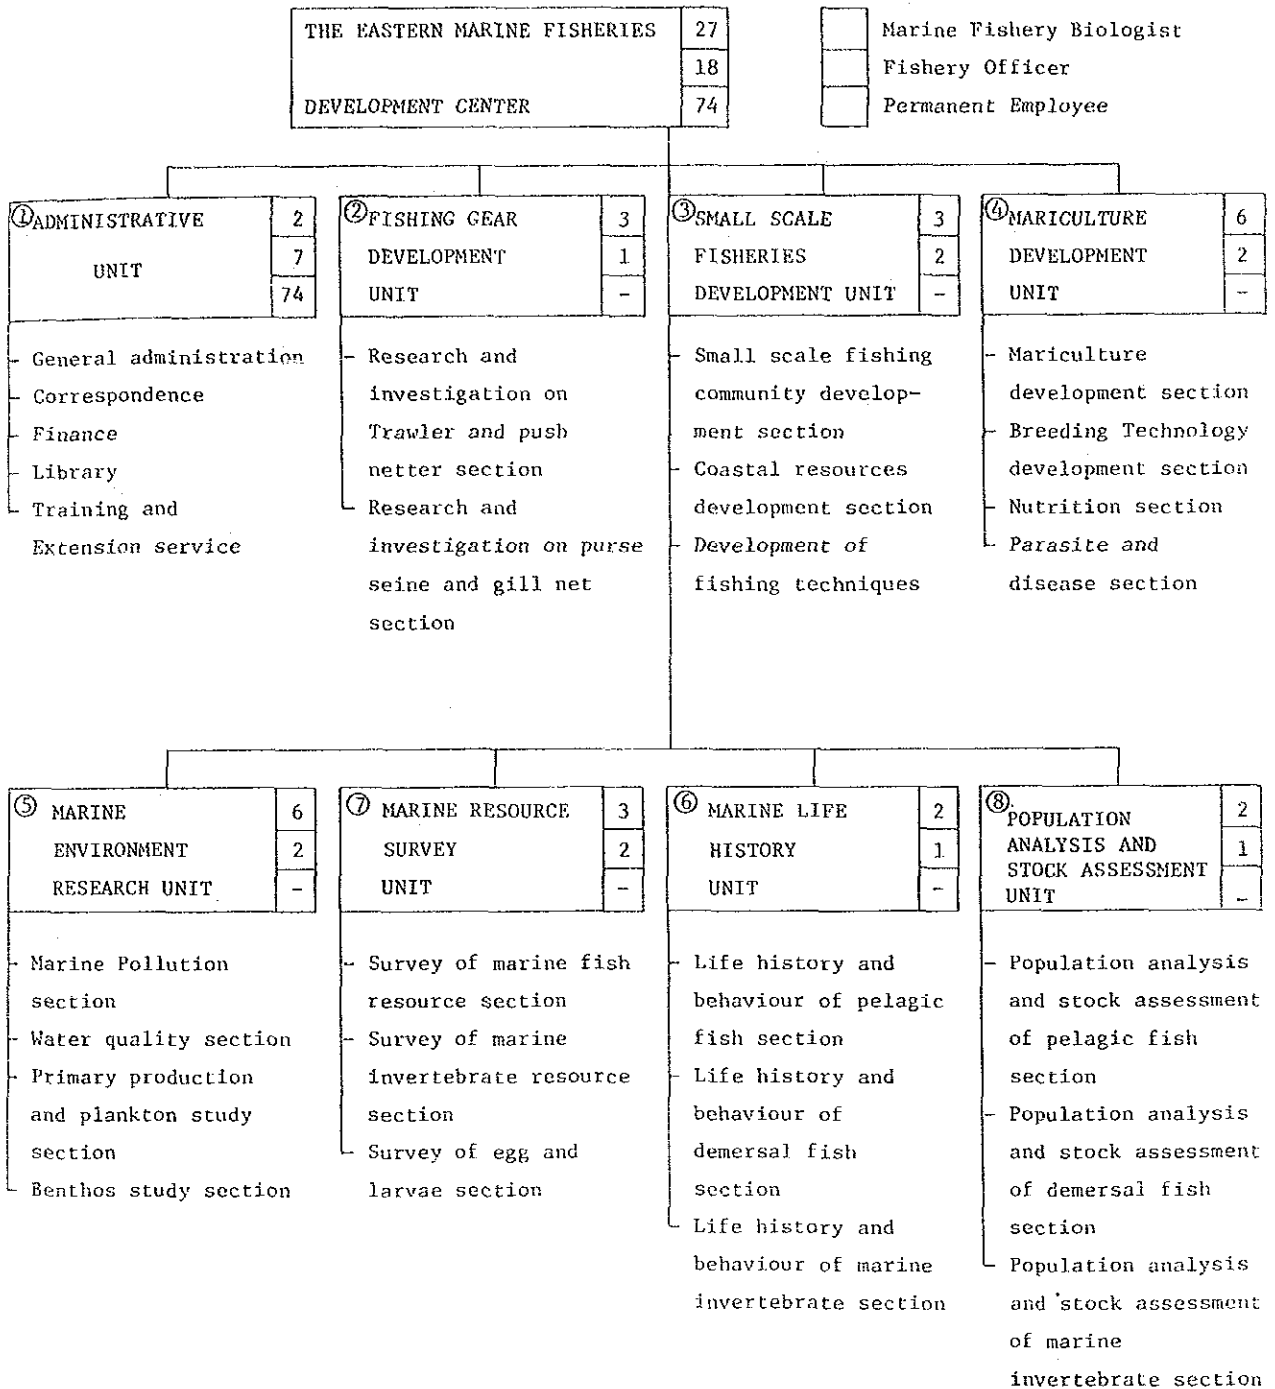 THE EASTERN MARINE FISHERIES 27
18
DEVELOPMENT CENTER 74
Marine Fishery Biologist
Fishery Officer
Permanent Employee
① ADMINISTRATIVE 2
UNIT 7
74
② FISHING GEAR 3
DEVELOPMENT 1
UNIT -
③ SMALL SCALE 3
FISHERIES 2
DEVELOPMENT UNIT -
④ MARICULTURE 6
DEVELOPMENT 2
UNIT -
- General administration
- Correspondence
- Finance
- Library
- Training and
Extension service
- Research and
investigation on
Trawler and push
netter section
- Research and
investigation on purse
seine and gill net
section
- Small scale fishing
community develop-
ment section
- Coastal resources
development section
- Development of
fishing techniques
- Mariculture
development section
- Breeding Technology
development section
- Nutrition section
- Parasite and
disease section
⑤ MARINE 6
ENVIRONMENT 2
RESEARCH UNIT -
⑦ MARINE RESOURCE 3
SURVEY 2
UNIT -
⑥ MARINE LIFE 2
HISTORY 1
UNIT -
⑧ POPULATION 2
ANALYSIS AND 1
STOCK ASSESSMENT
UNIT -
- Marine Pollution
section
- Water quality section
- Primary production
and plankton study
section
- Benthos study section
- Survey of marine fish
resource section
- Survey of marine
invertebrate resource
section
- Survey of egg and
larvae section
- Life history and
behaviour of pelagic
fish section
- Life history and
behaviour of
demersal fish
section
- Life history and
behaviour of marine
invertebrate section
- Population analysis
and stock assessment
of pelagic fish
section
- Population analysis
and stock assessment
of demersal fish
section
- Population analysis
and stock assessment
of marine
invertebrate section